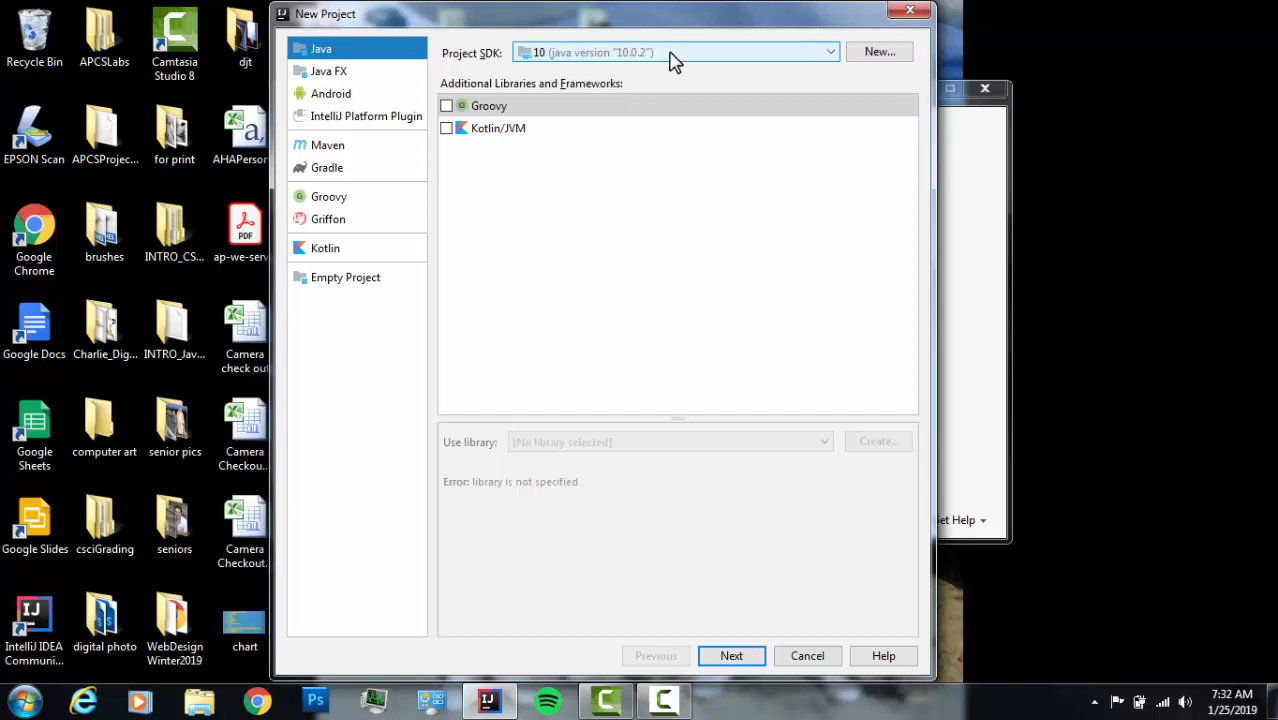 New Project
Recycle Bin
APCSLabs
Camtasia
Studio 8
djt
EPSON Scan
APCSProjec...
for print
AHAPerson
Google
Chrome
brushes
INTRO_CS...
PDF
ap-we-serv
Google Docs
Charlie_Dig...
INTRO_Jav...
Camera
check out
Google
Sheets
computer art
senior pics
Camera
Checkou...
Google Slides
csciGrading
seniors
Camera
Checkout...
IJ
IntelliJ IDEA
Communi...
digital photo
WebDesign
Winter2019
chart
Java
Java FX
Android
IntelliJ Platform Plugin
Maven
Gradle
Groovy
Griffon
Kotlin
Empty Project
Project SDK:
10 (java version "10.0.2")
New...
Additional Libraries and Frameworks:
Groovy
Kotlin/JVM
Use library:
[No library selected]
Create...
Error: library is not specified
Previous
Next
Cancel
Help
Get Help
Ps
7:32 AM
1/25/2019